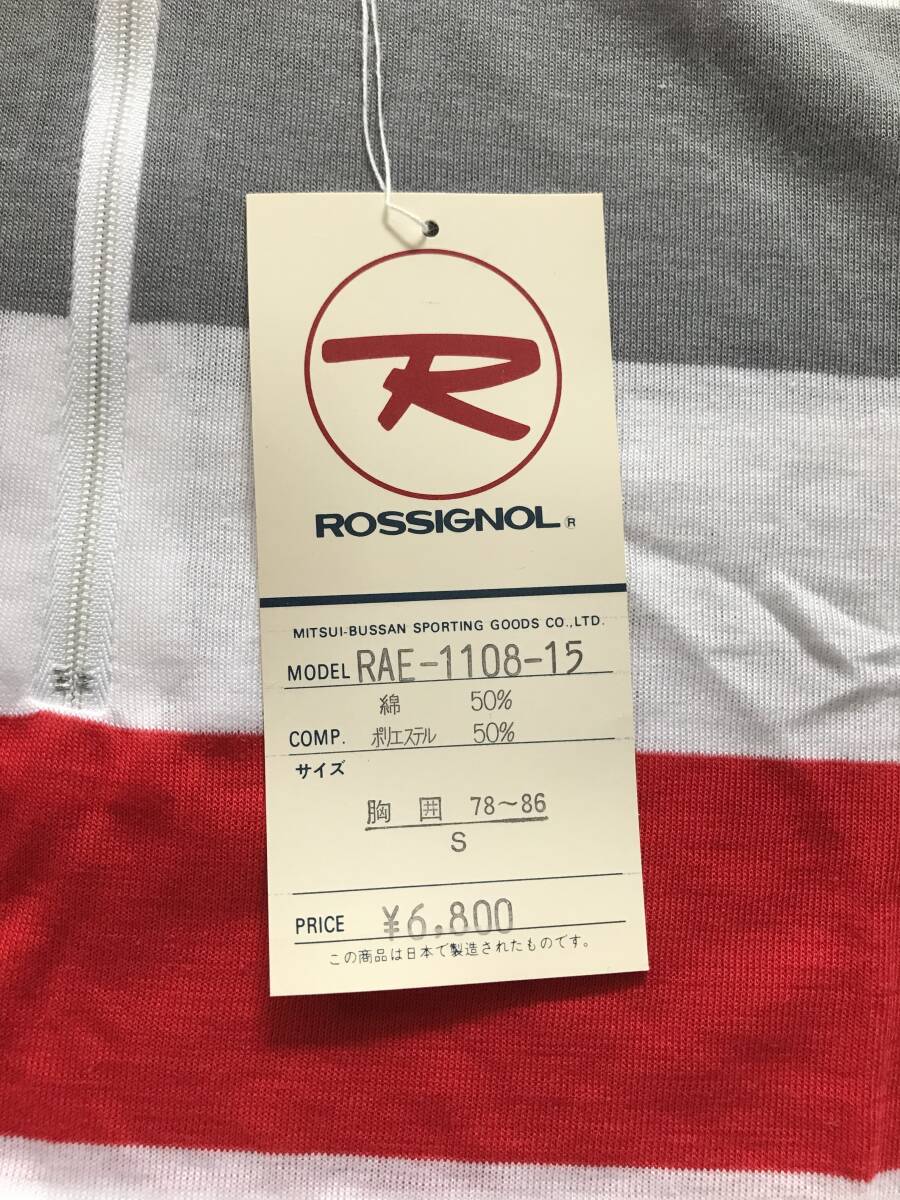 R
ROSSIGNOL®
MITSUI-BUSSAN SPORTING GOODS CO.,LTD.
MODEL RAE-1108-15
綿 50%
COMP. ポリエステル 50%
サイズ
胸囲 78~86
S
PRICE ¥6,800
この商品は日本で製造されたものです。